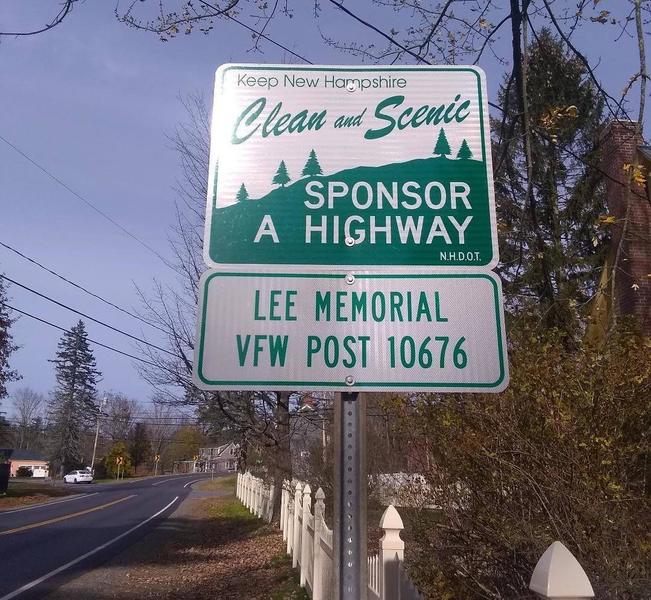 Keep New Hampshire
Clean and Scenic
SPONSOR
A HIGHWAY
N.H.D.O.T.
LEE MEMORIAL
VFW POST 10676